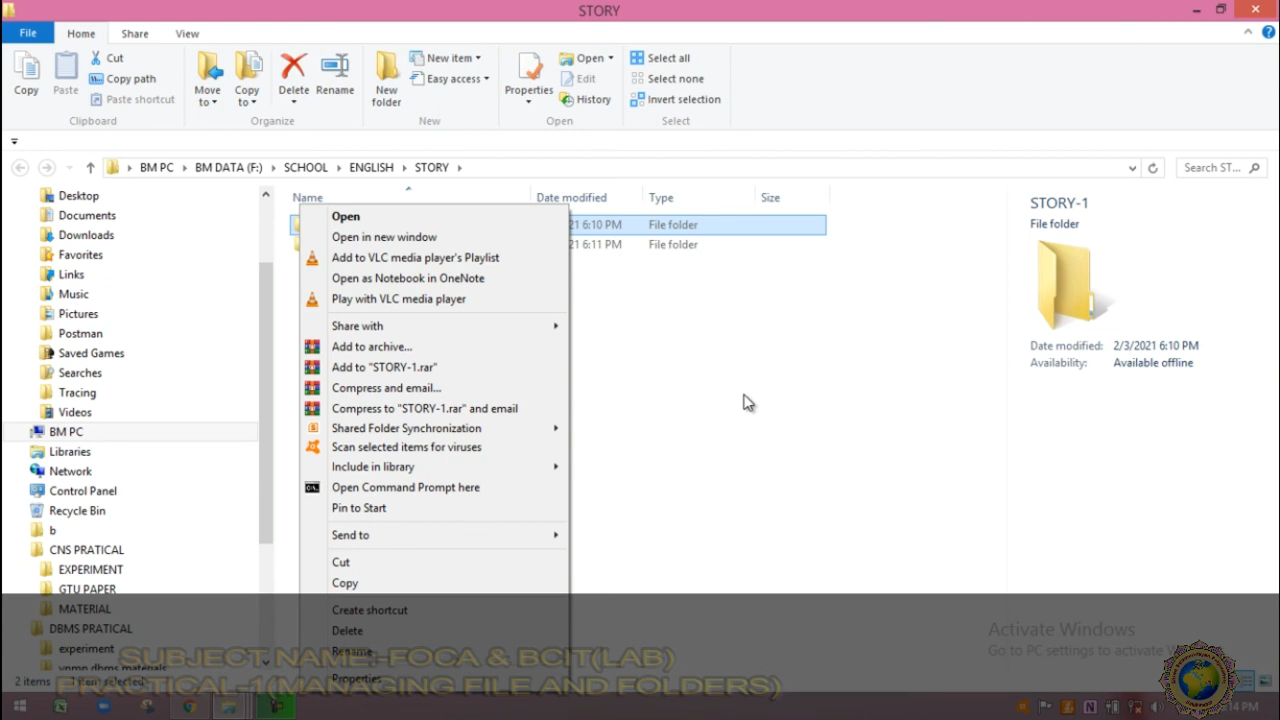 STORY
File Home Share View
Copy Paste Cut Copy path Paste shortcut Clipboard
Move to Copy to Delete Rename Organize
New folder New item Easy access New
Properties Open Edit History Open
Select all Select none Invert selection Select
BM PC BM DATA (F:) SCHOOL ENGLISH STORY Search ST...
Desktop
Documents
Downloads
Favorites
Links
Music
Pictures
Postman
Saved Games
Searches
Tracing
Videos
BM PC
Libraries
Network
Control Panel
Recycle Bin
b
CNS PRATICAL
EXPERIMENT
GTU PAPER
MATERIAL
DBMS PRATICAL
experiment
vnmp dbms materials
Name Date modified Type Size
21 6:10 PM File folder
21 6:11 PM File folder
Open
Open in new window
Add to VLC media player's Playlist
Open as Notebook in OneNote
Play with VLC media player
Share with
Add to archive...
Add to "STORY-1.rar"
Compress and email...
Compress to "STORY-1.rar" and email
Shared Folder Synchronization
Scan selected items for viruses
Include in library
Open Command Prompt here
Pin to Start
Send to
Cut
Copy
Create shortcut
Delete
Rename
Properties
STORY-1
File folder
Date modified: 2/3/2021 6:10 PM
Availability: Available offline
Activate Windows
Go to PC settings to activate
SUBJECT NAME:-FOCA & BCIT(LAB)
PRACTICAL-1(MANAGING FILE AND FOLDERS)
2 items 1 item selected
:14 PM